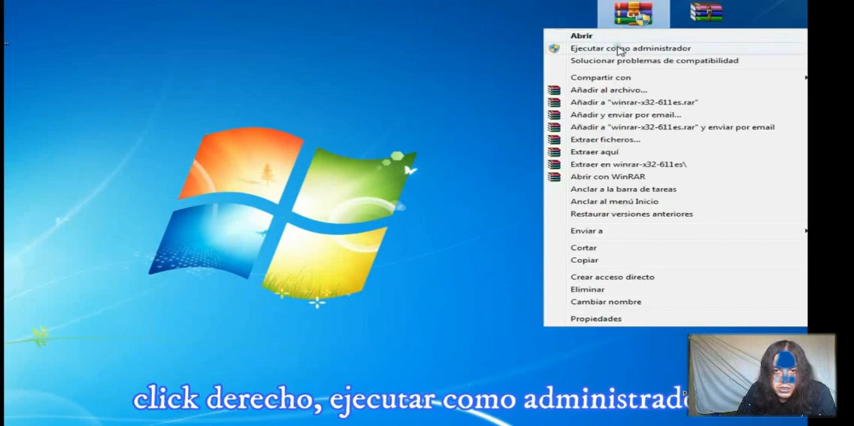 Abrir
Ejecutar como administrador
Solucionar problemas de compatibilidad
Compartir con
Añadir al archivo...
Añadir a "winrar-x32-611es.rar"
Añadir y enviar por email...
Añadir a "winrar-x32-611es.rar" y enviar por email
Extraer ficheros...
Extraer aquí
Extraer en winrar-x32-611es\
Abrir con WinRAR
Anclar a la barra de tareas
Anclar al menú Inicio
Restaurar versiones anteriores
Enviar a
Cortar
Copiar
Crear acceso directo
Eliminar
Cambiar nombre
Propiedades
click derecho, ejecutar como administrado